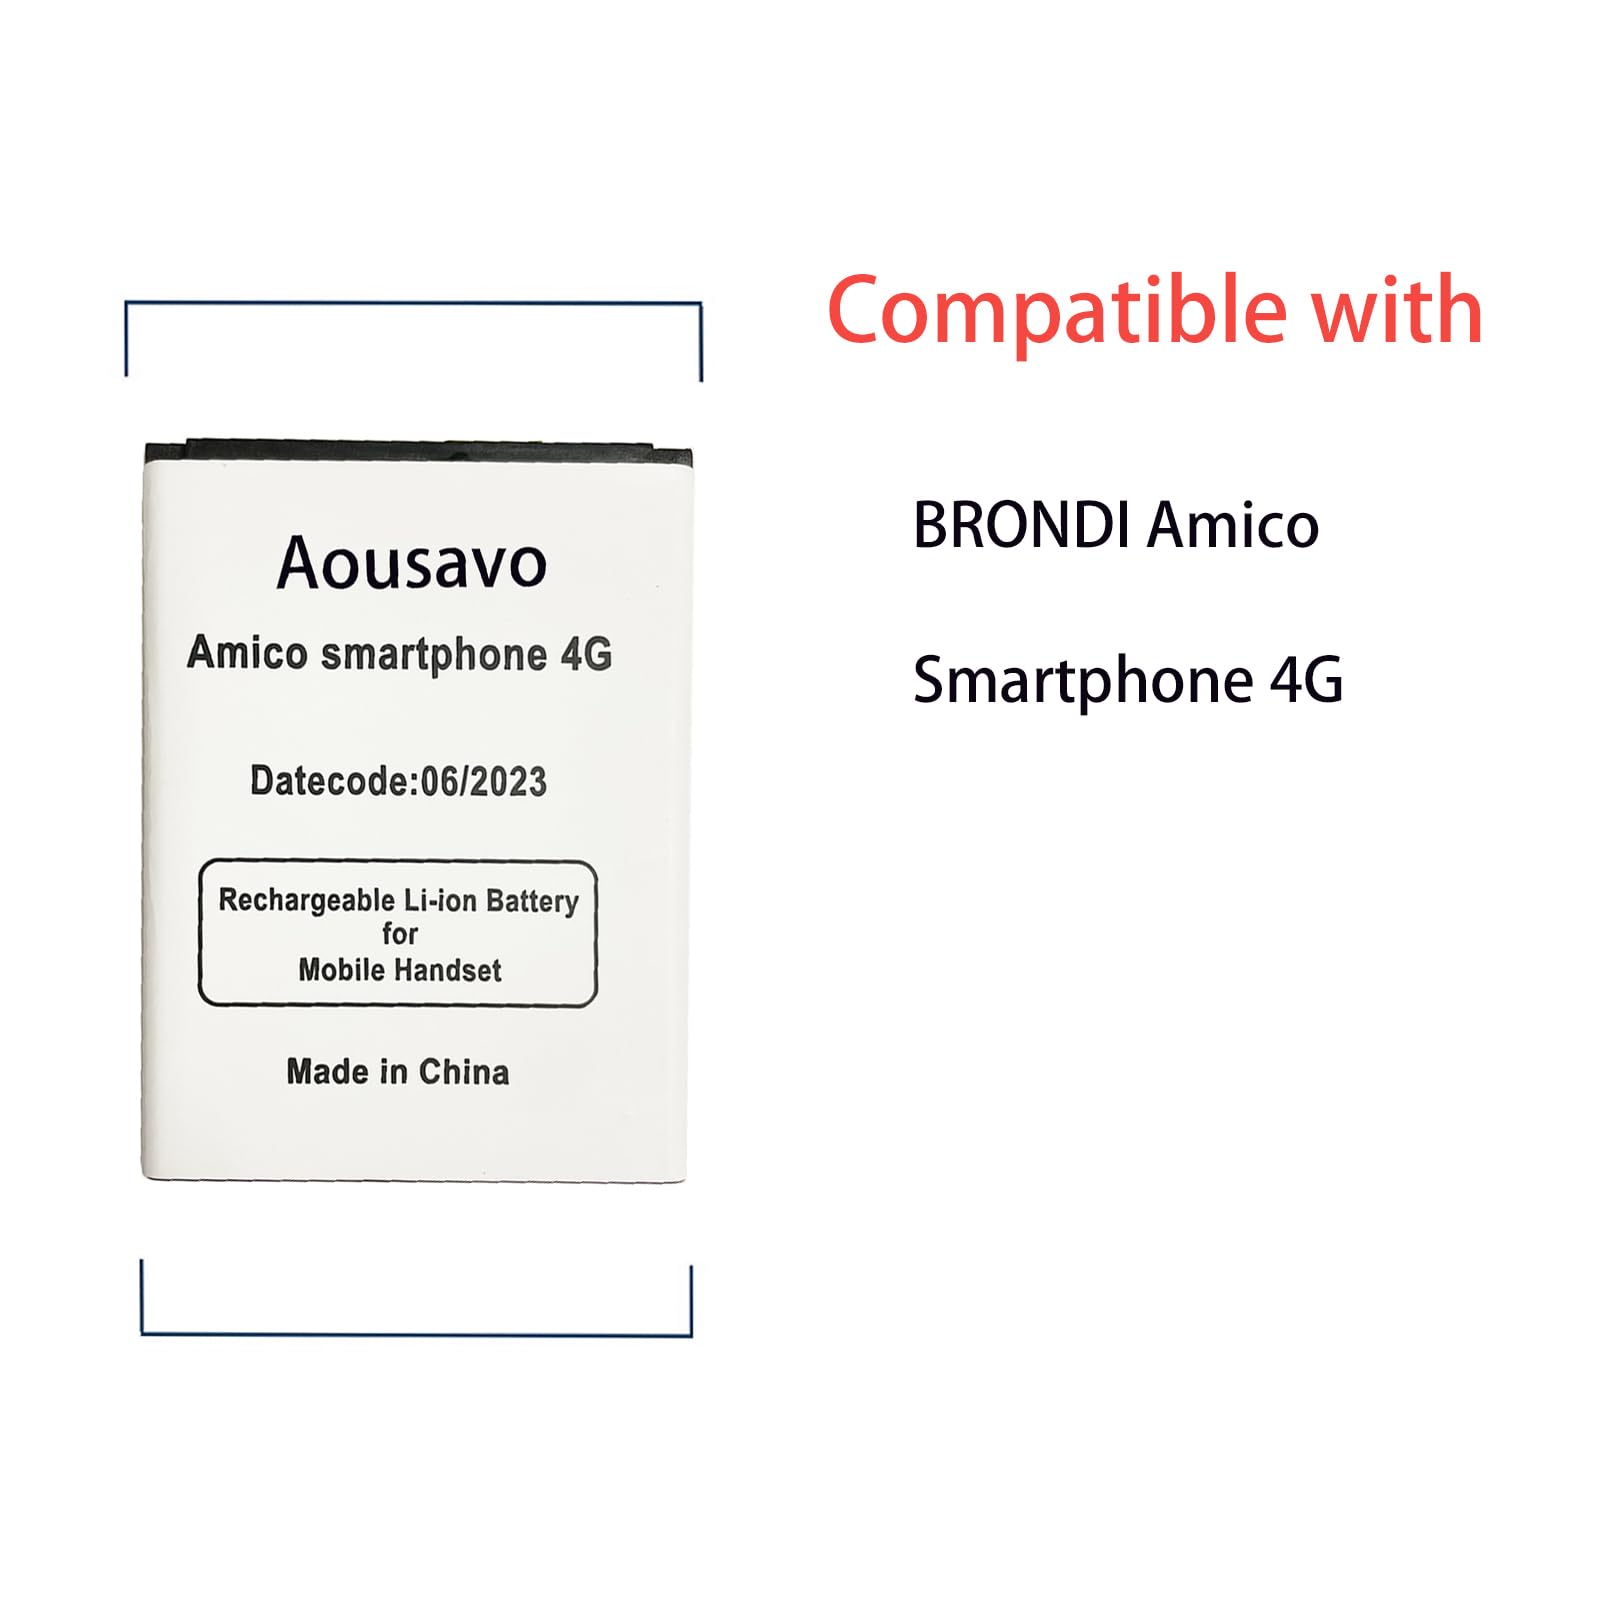 Compatible with
BRONDI Amico
Smartphone 4G
Aousavo
Amico smartphone 4G
Datecode:06/2023
Rechargeable Li-ion Battery
for
Mobile Handset
Made in China